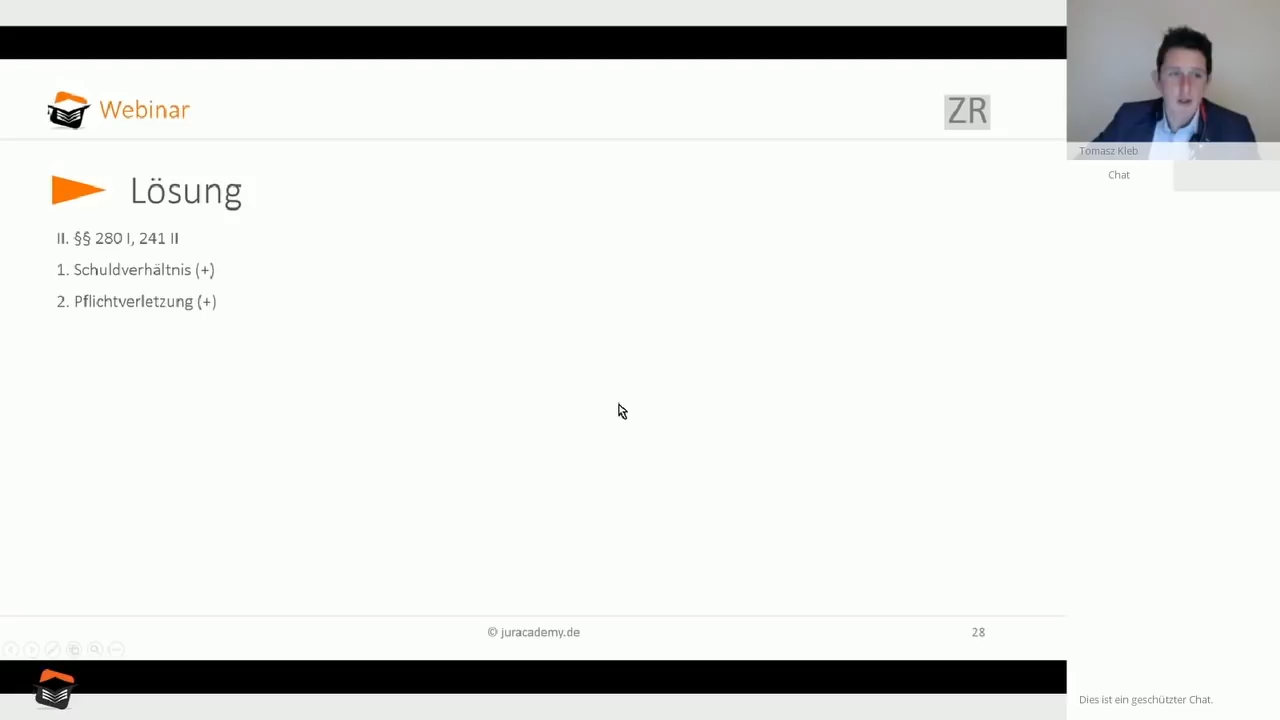 Webinar
ZR
Lösung
II. §§ 280 I, 241 II
1. Schuldverhältnis (+)
2. Pflichtverletzung (+)
© juracademy.de
28
Tomasz Kleb
Chat
Dies ist ein geschützter Chat.